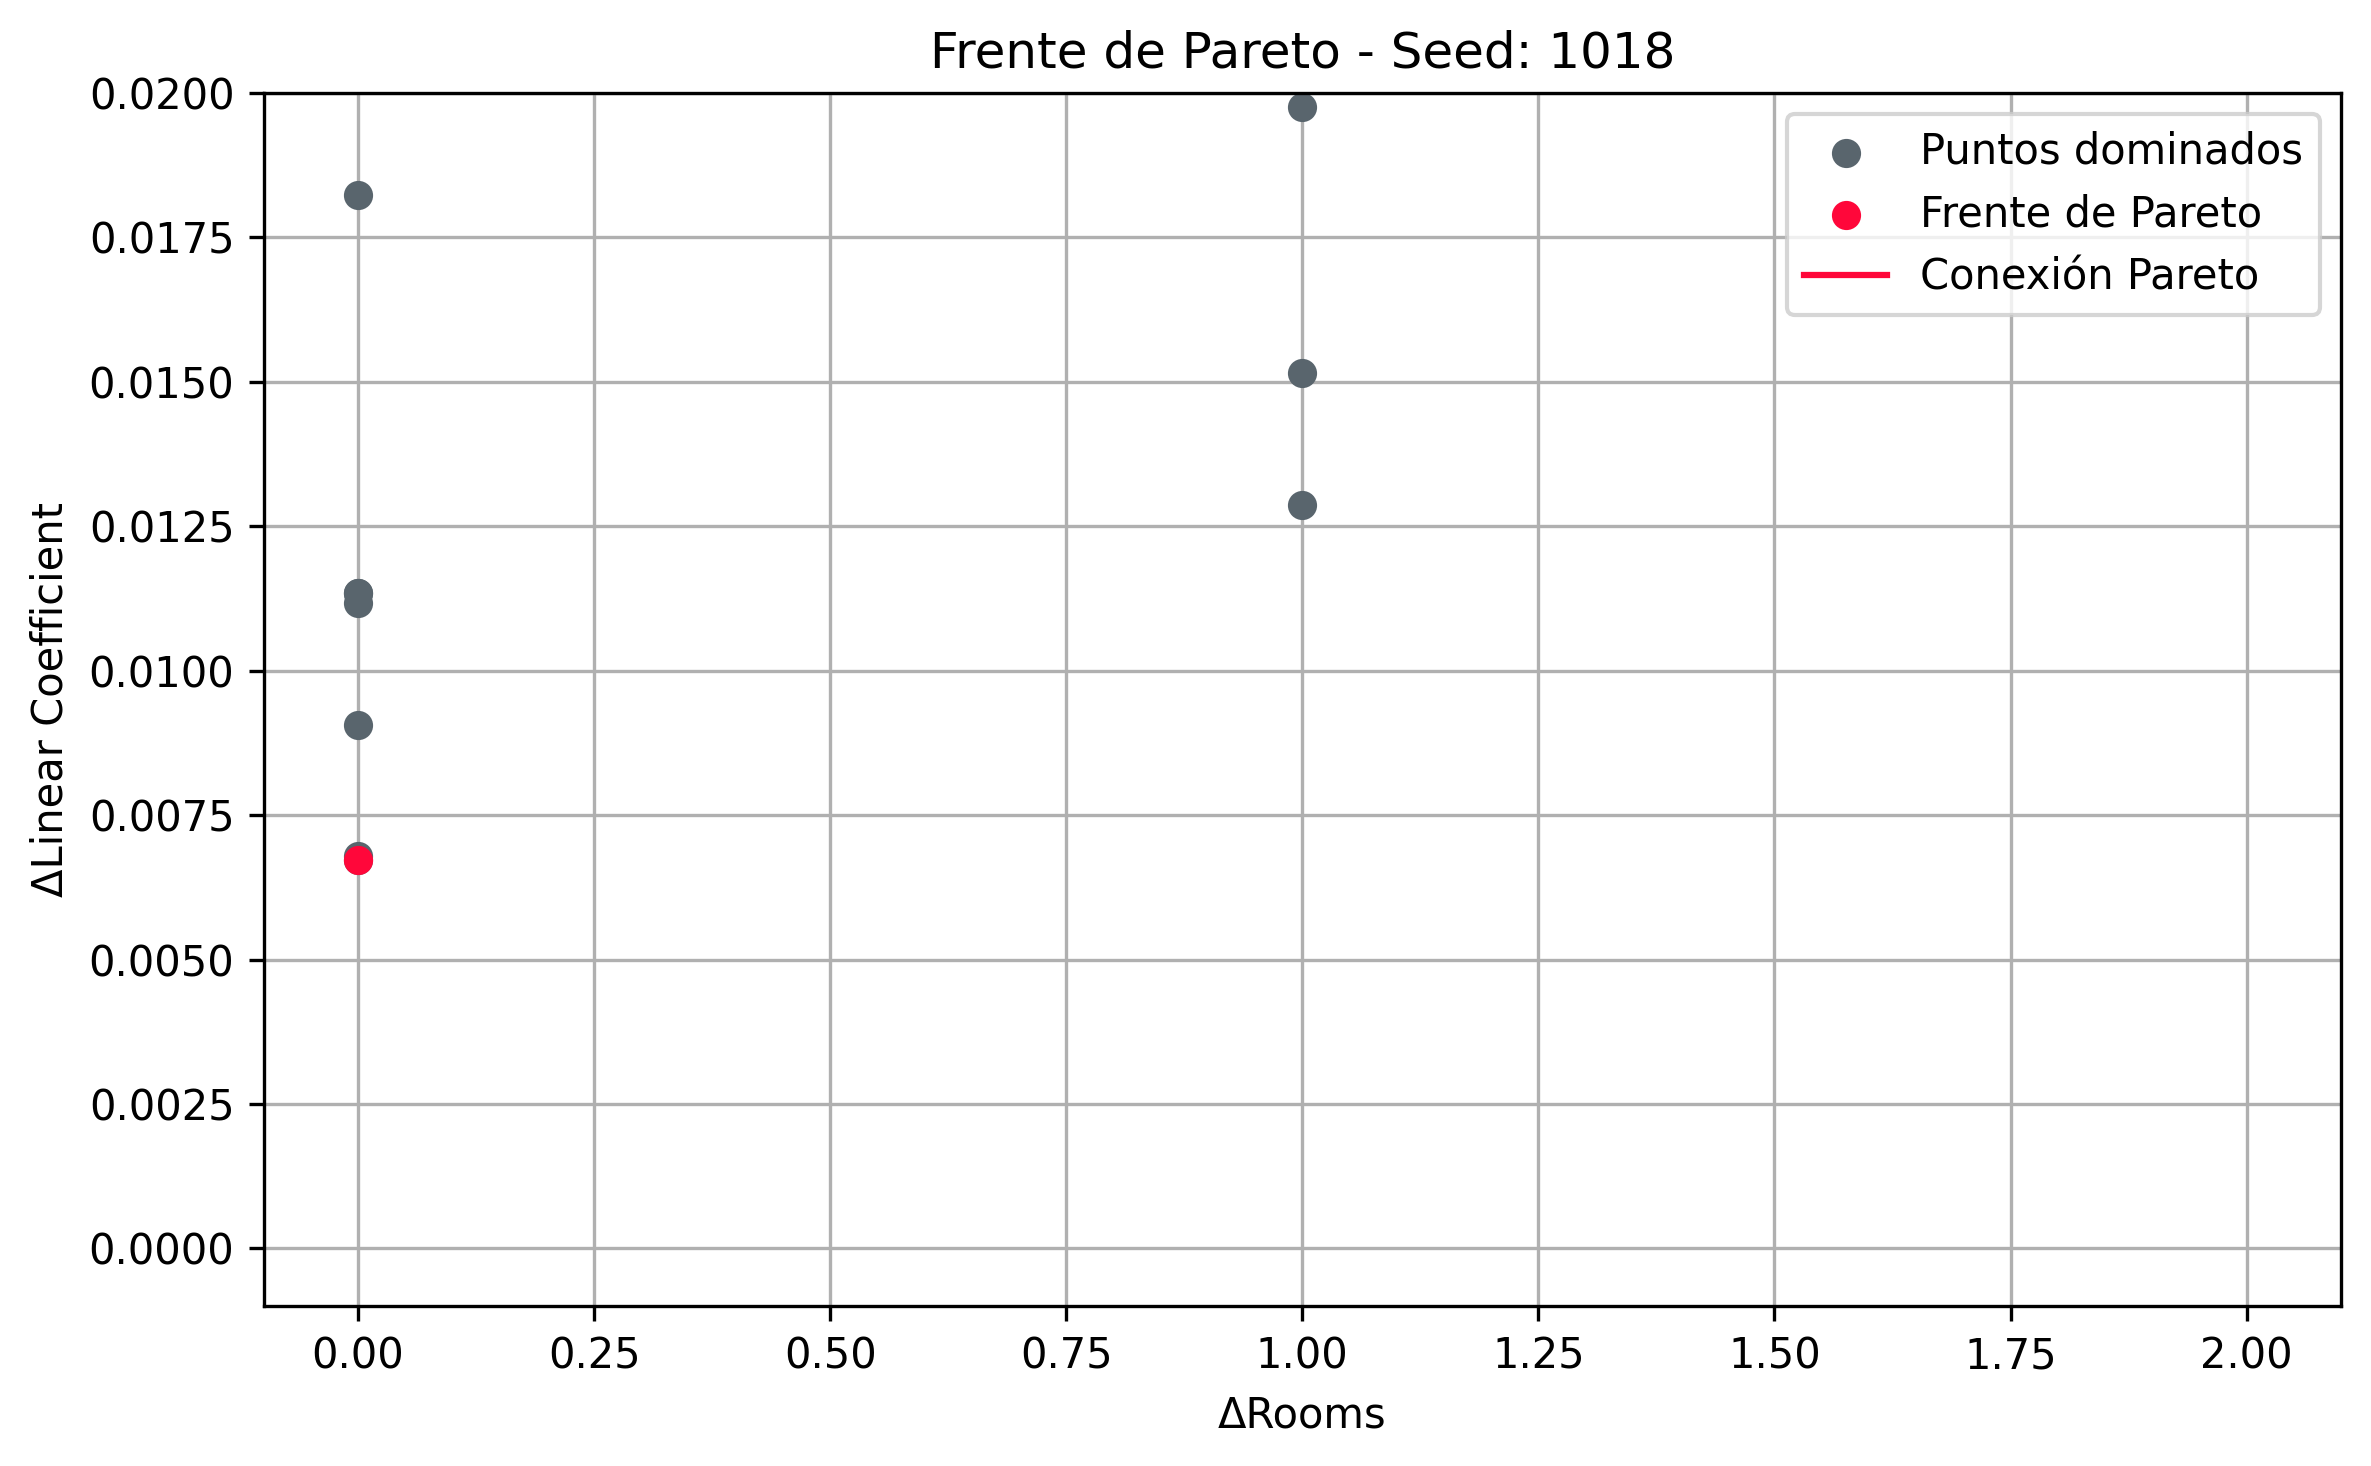 Frente de Pareto - Seed: 1018
0.0200
0.0175
0.0150
0.0125
0.0100
0.0075
0.0050
0.0025
0.0000
ΔLinear Coefficient
Puntos dominados
Frente de Pareto
Conexión Pareto
0.00 0.25 0.50 0.75 1.00 1.25 1.50 1.75 2.00
ΔRooms